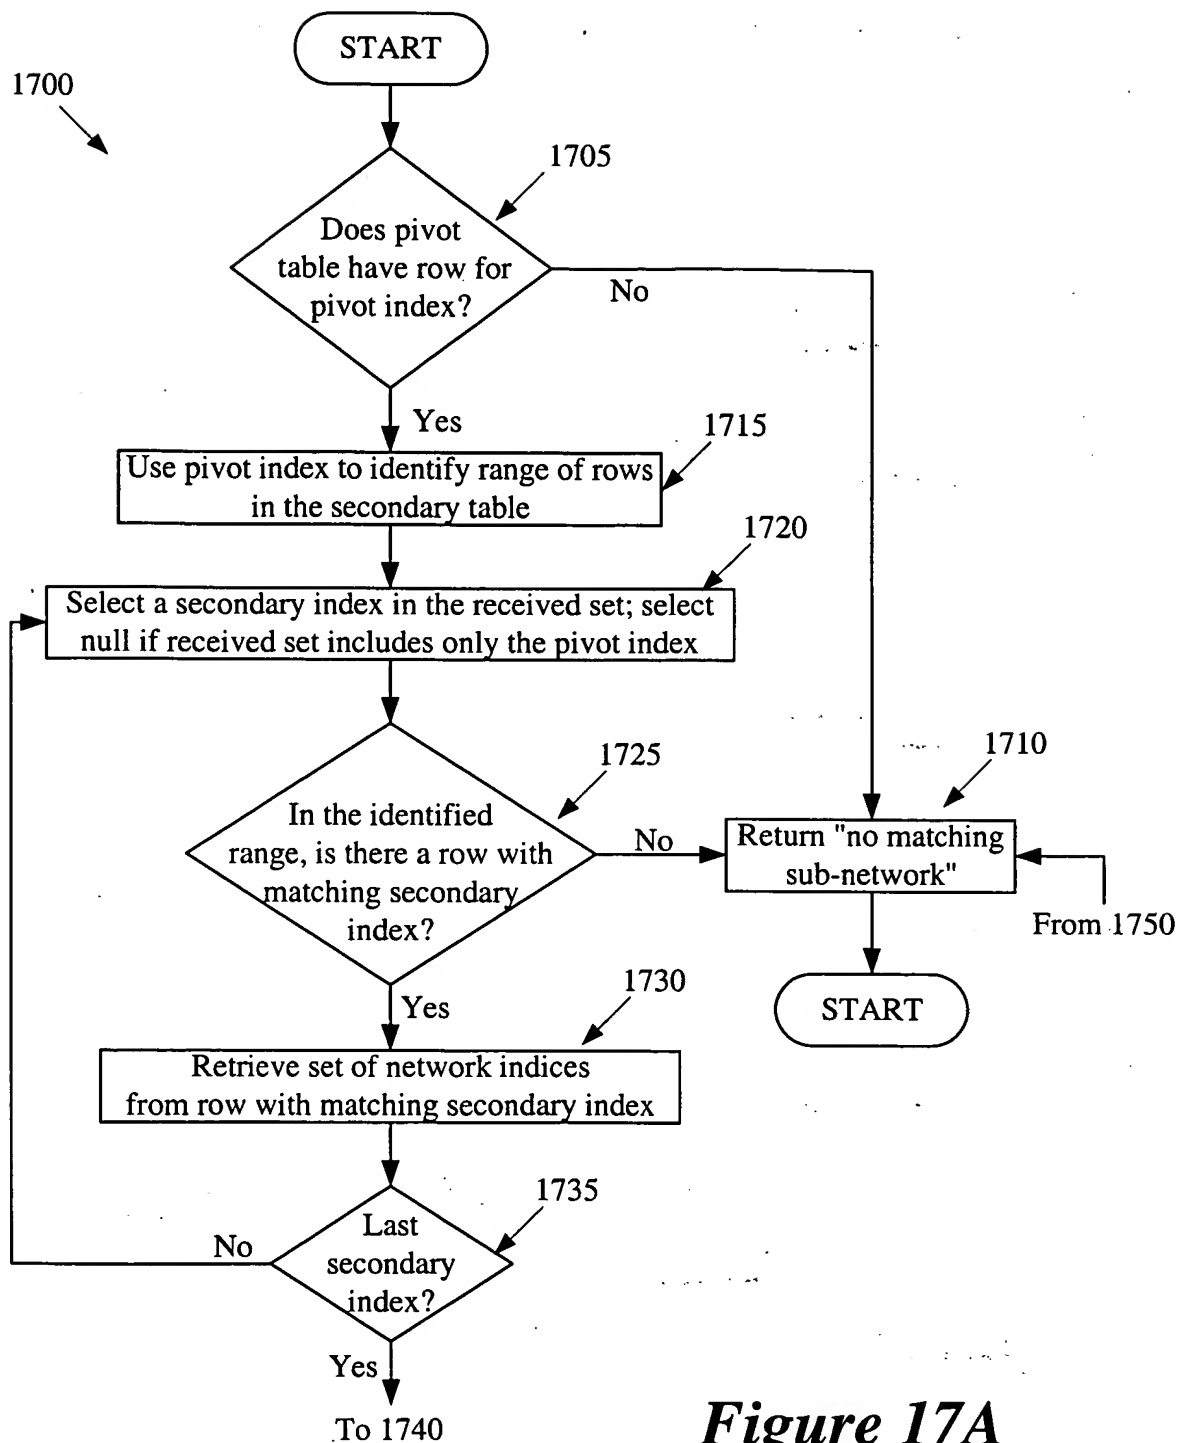 START
1700
1705
Does pivot
table have row for
pivot index?
No
Yes
1715
Use pivot index to identify range of rows
in the secondary table
1720
Select a secondary index in the received set; select
null if received set includes only the pivot index
1725
In the identified
range, is there a row with
matching secondary
index?
No
1710
Return "no matching
sub-network"
From 1750
START
Yes
1730
Retrieve set of network indices
from row with matching secondary index
1735
Last
secondary
index?
No
Yes
To 1740
Figure 17A